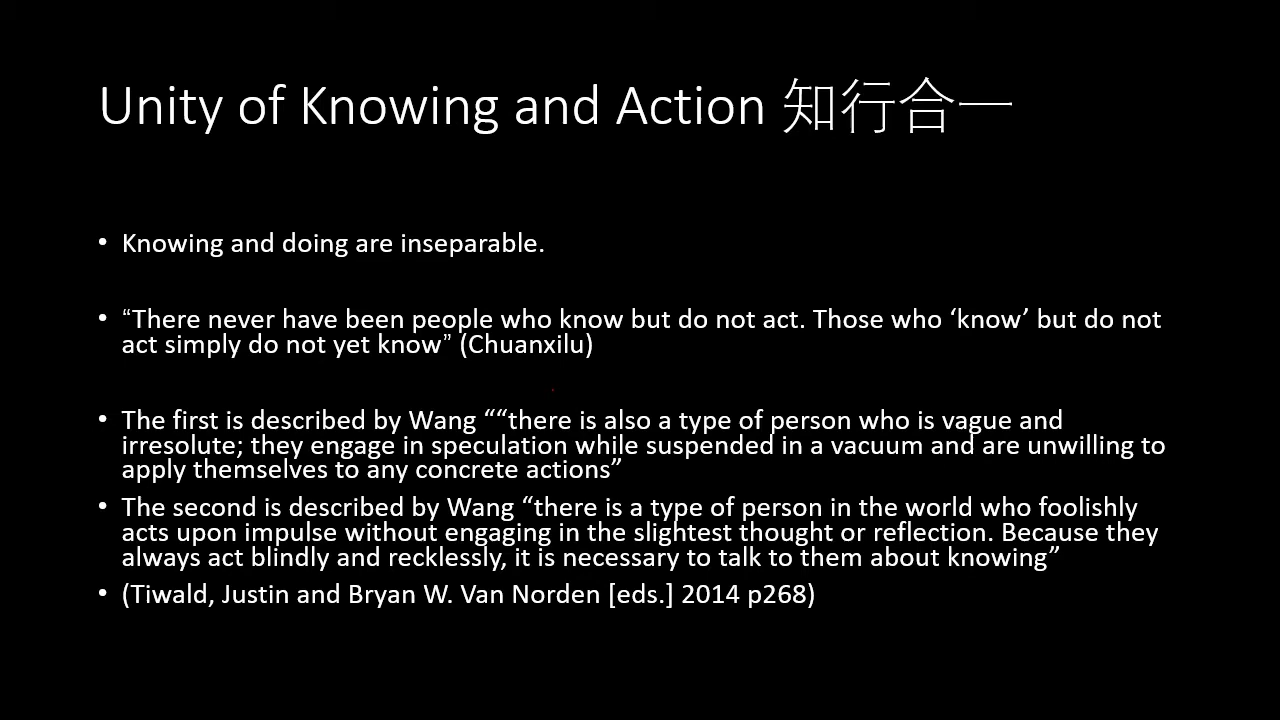 Unity of Knowing and Action 知行合一
• Knowing and doing are inseparable.
• “There never have been people who know but do not act. Those who ‘know’ but do not
act simply do not yet know” (Chuanxilu)
• The first is described by Wang ““there is also a type of person who is vague and
irresolute; they engage in speculation while suspended in a vacuum and are unwilling to
apply themselves to any concrete actions”
• The second is described by Wang “there is a type of person in the world who foolishly
acts upon impulse without engaging in the slightest thought or reflection. Because they
always act blindly and recklessly, it is necessary to talk to them about knowing”
• (Tiwald, Justin and Bryan W. Van Norden [eds.] 2014 p268)